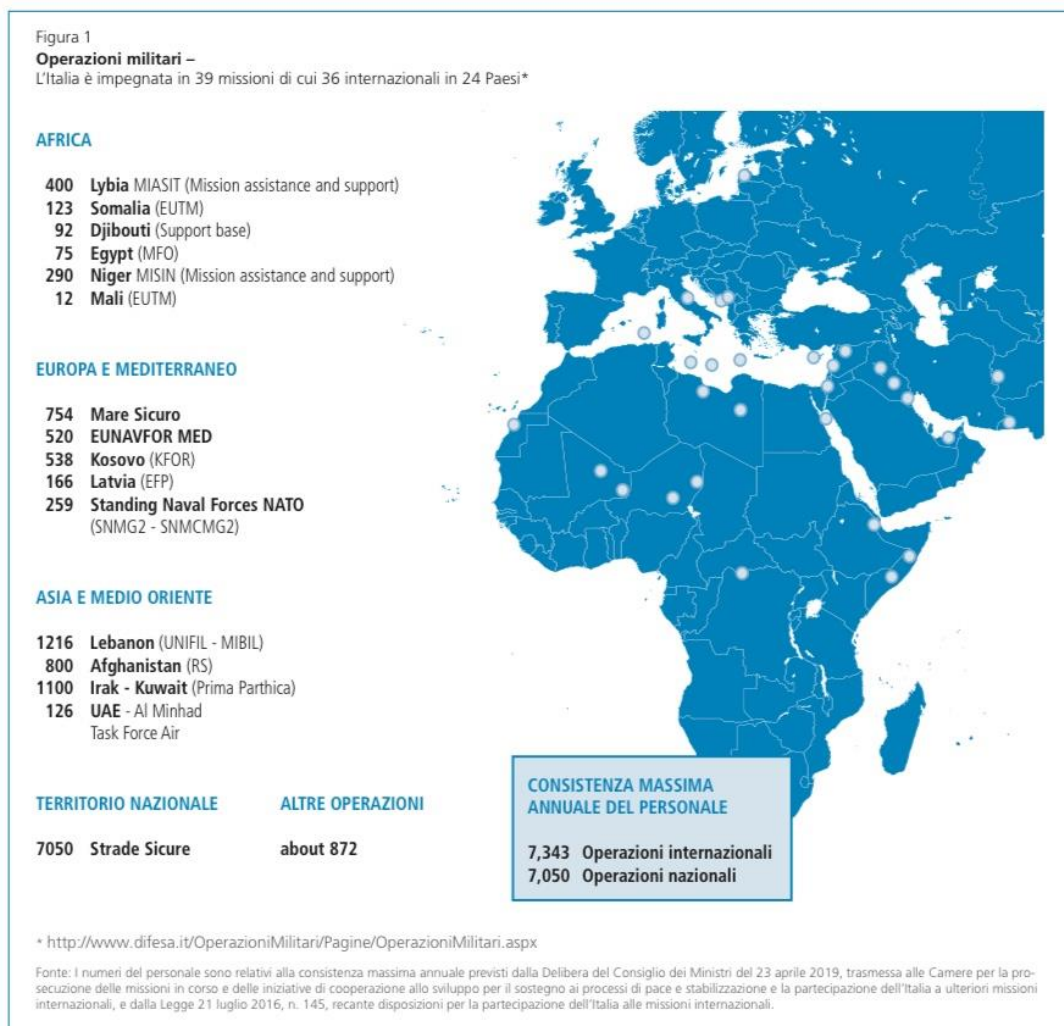 Figura 1
Operazioni militari –
L'Italia è impegnata in 39 missioni di cui 36 internazionali in 24 Paesi*
AFRICA
400 Lybia MIASIT (Mission assistance and support)
123 Somalia (EUTM)
92 Djibouti (Support base)
75 Egypt (MFO)
290 Niger MISIN (Mission assistance and support)
12 Mali (EUTM)
EUROPA E MEDITERRANEO
754 Mare Sicuro
520 EUNAVFOR MED
538 Kosovo (KFOR)
166 Latvia (EFP)
259 Standing Naval Forces NATO
(SNMG2 - SNMCMG2)
ASIA E MEDIO ORIENTE
1216 Lebanon (UNIFIL - MIBIL)
800 Afghanistan (RS)
1100 Irak - Kuwait (Prima Parthica)
126 UAE - Al Minhad
Task Force Air
TERRITORIO NAZIONALE
7050 Strade Sicure
ALTRE OPERAZIONI
about 872
CONSISTENZA MASSIMA
ANNUALE DEL PERSONALE
7,343 Operazioni internazionali
7,050 Operazioni nazionali
* http://www.difesa.it/OperazioniMilitari/Pagine/OperazioniMilitari.aspx
Fonte: I numeri del personale sono relativi alla consistenza massima annuale previsti dalla Delibera del Consiglio dei Ministri del 23 aprile 2019, trasmessa alle Camere per la pro-
secuzione delle missioni in corso e delle iniziative di cooperazione allo sviluppo per il sostegno ai processi di pace e stabilizzazione e la partecipazione dell'Italia a ulteriori missioni
internazionali, e dalla Legge 21 luglio 2016, n. 145, recante disposizioni per la partecipazione dell'Italia alle missioni internazionali.